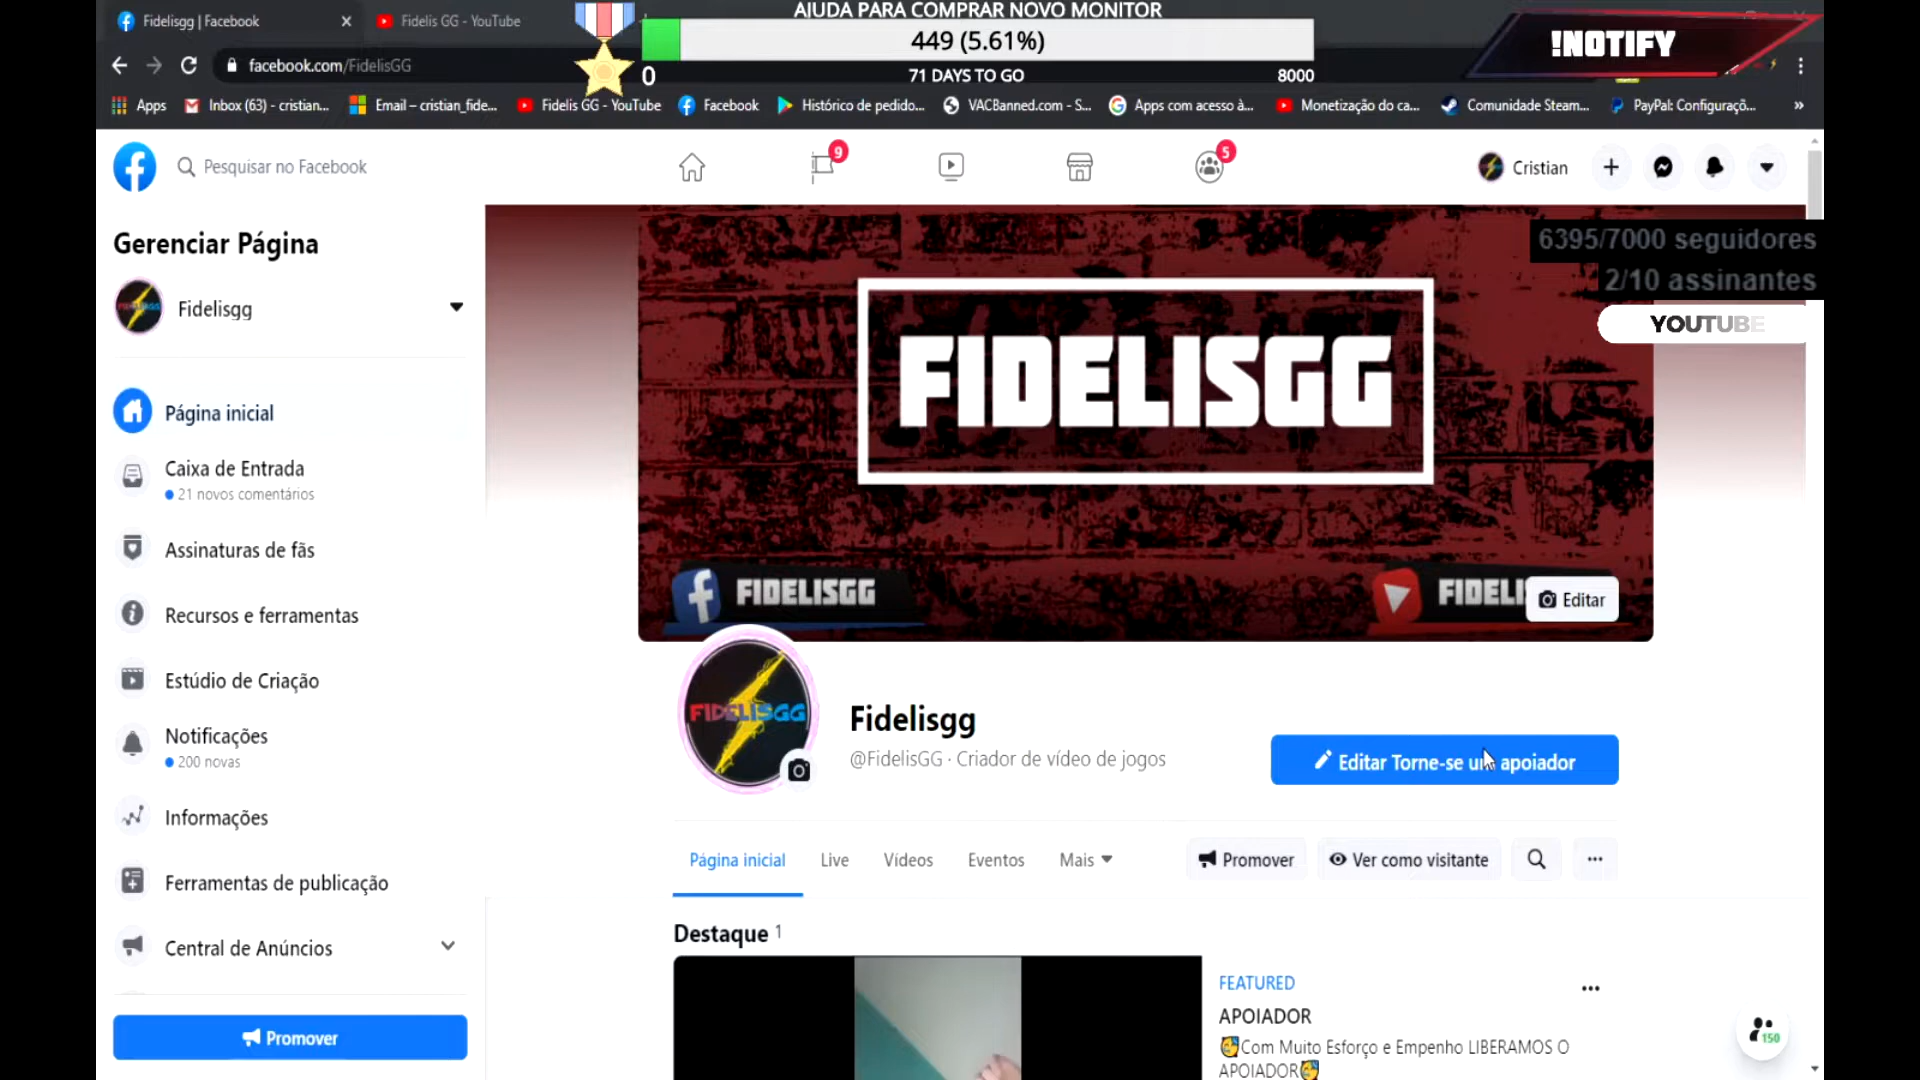 AJUDA PARA COMPRAR NOVO MONITOR
Fidelisgg | Facebook
Fidelis GG - YouTube
449 (5.61%)
!NOTIFY
facebook.com/FidelisGG
0
71 DAYS TO GO
8000
Apps
Inbox (63) - cristian...
Email – cristian_fide...
Fidelis GG - YouTube
Facebook
Histórico de pedido...
VACBanned.com - S...
Apps com acesso à...
Monetização do ca...
Comunidade Steam...
PayPal: Configuraçõ...
»
Pesquisar no Facebook
9
5
Cristian
Gerenciar Página
6395/7000 seguidores
2/10 assinantes
Fidelisgg
YOUTUBE
FIDELISGG
Página inicial
Caixa de Entrada
21 novos comentários
Assinaturas de fãs
FIDELISGG
FIDELI
Editar
Recursos e ferramentas
Estúdio de Criação
FIDELISGG
Fidelisgg
@FidelisGG · Criador de vídeo de jogos
Editar Torne-se um apoiador
Notificações
200 novas
Informações
Página inicial
Live
Vídeos
Eventos
Mais
Promover
Ver como visitante
Ferramentas de publicação
Destaque 1
Central de Anúncios
FEATURED
APOIADOR
🥳Com Muito Esforço e Empenho LIBERAMOS O
APOIADOR🥳
Promover
150